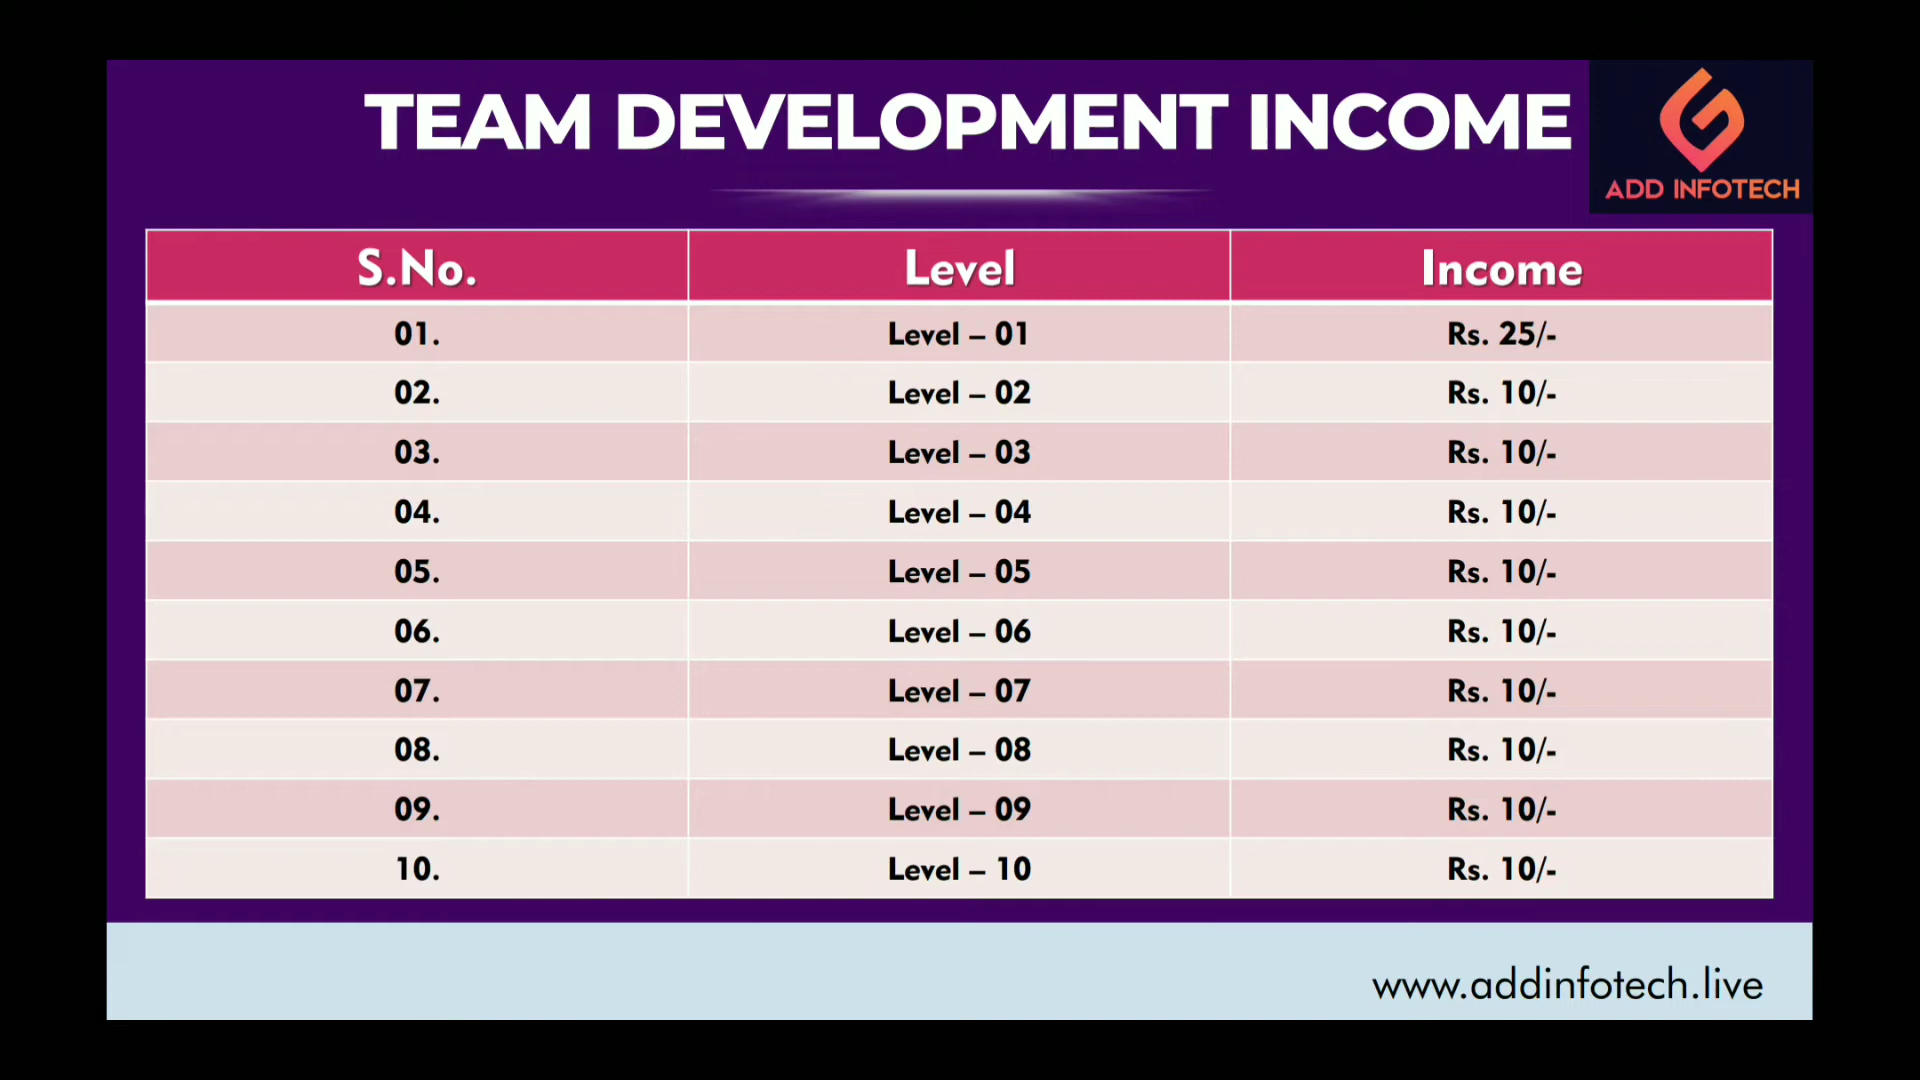 TEAM DEVELOPMENT INCOME
ADD INFOTECH
S.No. Level Income
01. Level – 01 Rs. 25/-
02. Level – 02 Rs. 10/-
03. Level – 03 Rs. 10/-
04. Level – 04 Rs. 10/-
05. Level – 05 Rs. 10/-
06. Level – 06 Rs. 10/-
07. Level – 07 Rs. 10/-
08. Level – 08 Rs. 10/-
09. Level – 09 Rs. 10/-
10. Level – 10 Rs. 10/-
www.addinfotech.live